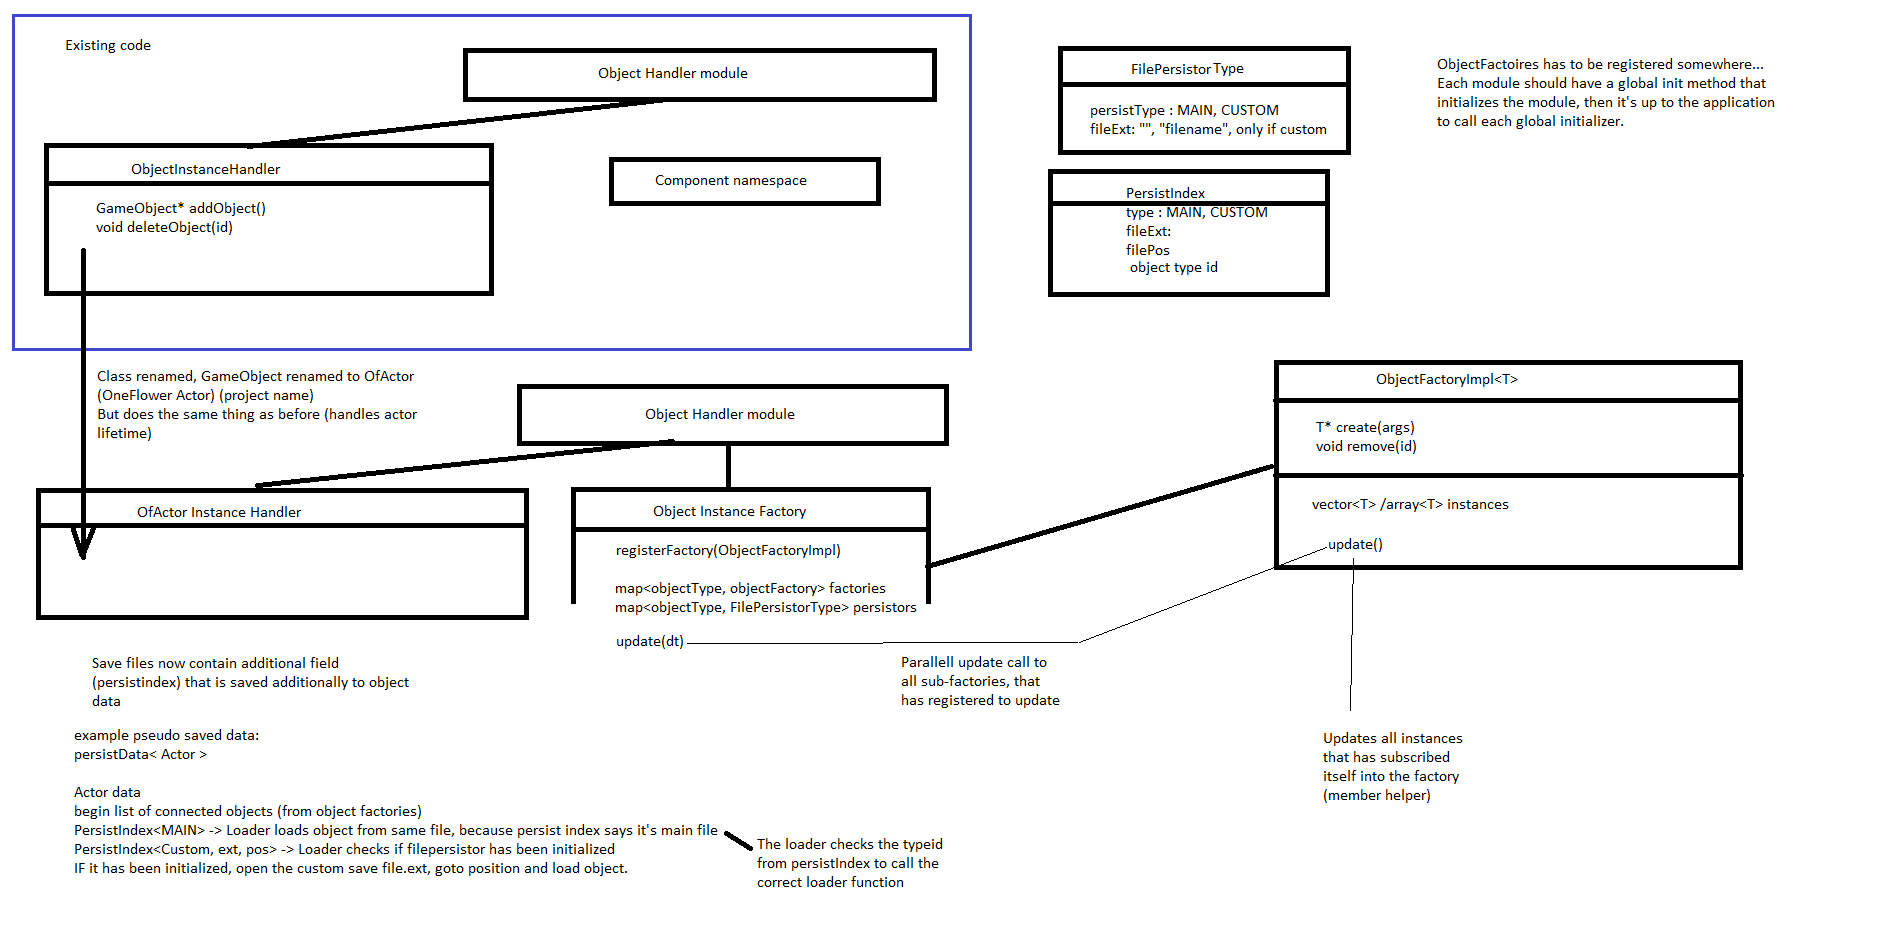 Existing code
Object Handler module
ObjectInstanceHandler
GameObject* addObject()
void deleteObject(id)
Component namespace
FilePersistorType
persistType : MAIN, CUSTOM
fileExt: "", "filename", only if custom
PersistIndex
type : MAIN, CUSTOM
fileExt:
filePos
object type id
ObjectFactoires has to be registered somewhere...
Each module should have a global init method that
initializes the module, then it's up to the application
to call each global initializer.
Class renamed, GameObject renamed to OfActor
(OneFlower Actor) (project name)
But does the same thing as before (handles actor
lifetime)
Object Handler module
OfActor Instance Handler
Object Instance Factory
registerFactory(ObjectFactoryImpl)
map<objectType, objectFactory> factories
map<objectType, FilePersistorType> persistors
update(dt)
ObjectFactoryImpl<T>
T* create(args)
void remove(id)
vector<T> /array<T> instances
update()
Parallell update call to
all sub-factories, that
has registered to update
Updates all instances
that has subscribed
itself into the factory
(member helper)
Save files now contain additional field
(persistindex) that is saved additionally to object
data
example pseudo saved data:
persistData< Actor >
Actor data
begin list of connected objects (from object factories)
PersistIndex<MAIN> -> Loader loads object from same file, because persist index says it's main file
PersistIndex<Custom, ext, pos> -> Loader checks if filepersistor has been initialized
IF it has been initialized, open the custom save file.ext, goto position and load object.
The loader checks the typeid
from persistIndex to call the
correct loader function